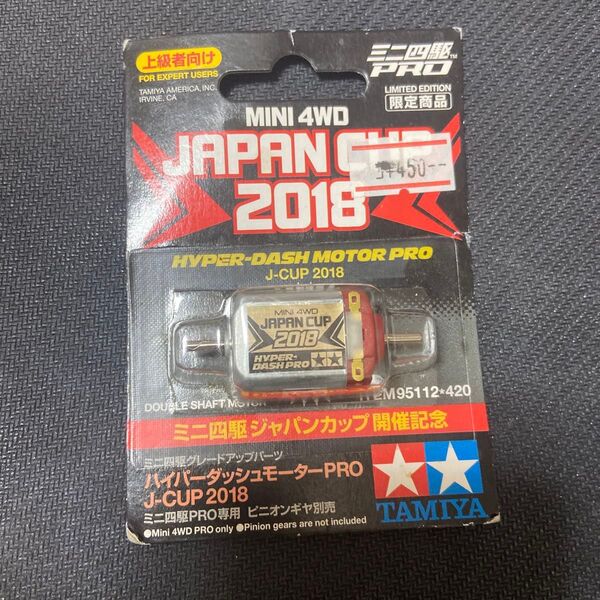 上級者向け
FOR EXPERT USERS
TAMIYA AMERICA, INC.
IRVINE, CA
ミニ四駆™
PRO
LIMITED EDITION
限定商品
MINI 4WD
JAPAN CUP
2018
450--
HYPER-DASH MOTOR PRO
J-CUP 2018
MINI 4WD
JAPAN CUP
2018
HYPER-
DASH PRO
DOUBLE SHAFT MOTOR
ITEM 95112*420
ミニ四駆ジャパンカップ開催記念
ミニ四駆グレードアップパーツ
ハイパーダッシュモーターPRO
J-CUP 2018
ミニ四駆PRO専用 ピニオンギヤ別売
●Mini 4WD PRO only ●Pinion gears are not included
TAMIYA